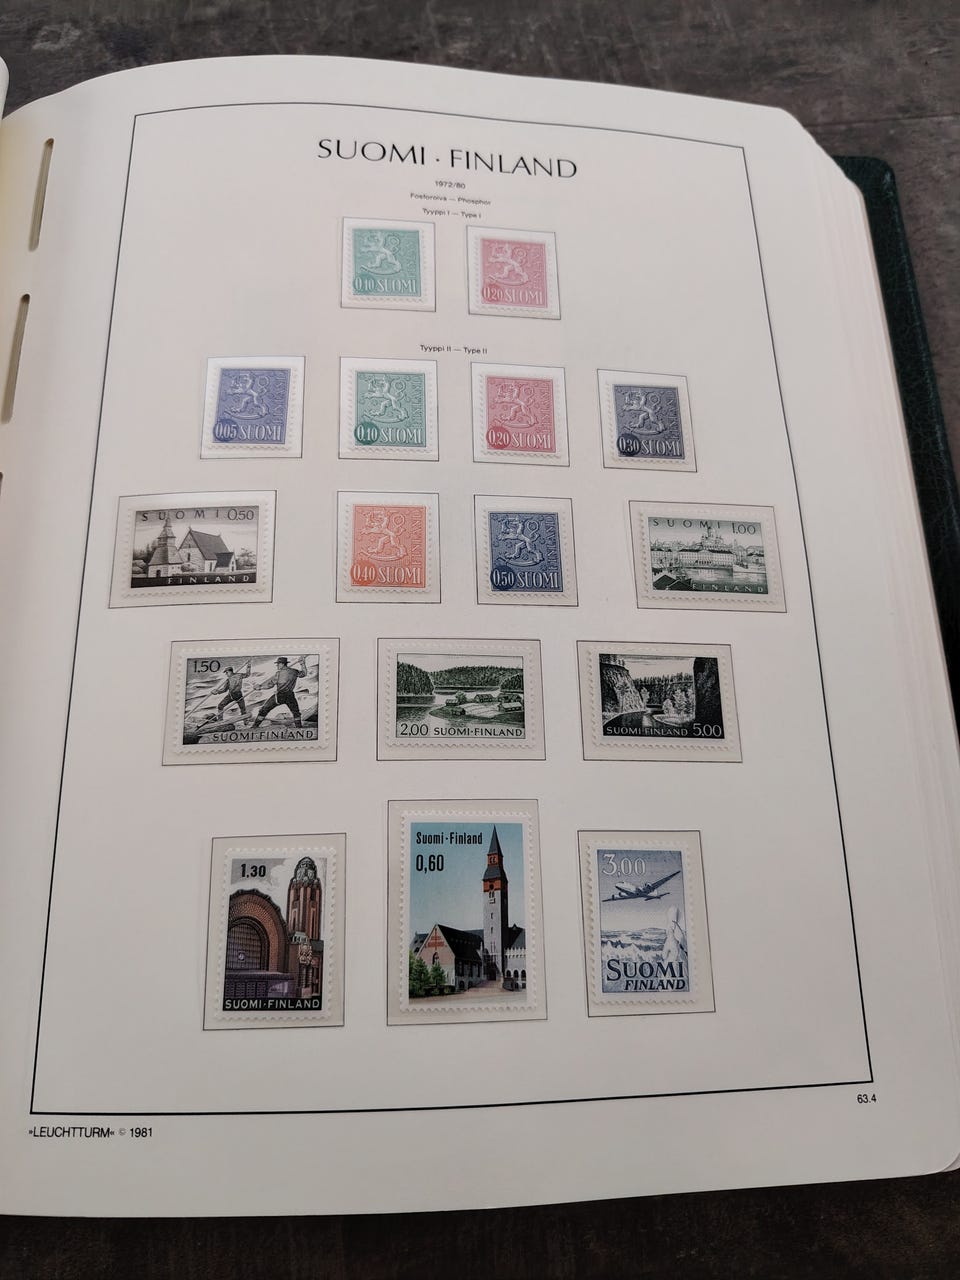 SUOMI · FINLAND
1972/80
Fosforoiva — Phosphor
Tyyppi I — Type I
0.10 SUOMI
0.20 SUOMI
Tyyppi II — Type II
0.05 SUOMI
0.10 SUOMI
0.20 SUOMI
0.30 SUOMI
SUOMI 0.50
FINLAND
0.40 SUOMI
0.50 SUOMI
SUOMI 1.00
FINLAND
1.50
SUOMI·FINLAND
2.00 SUOMI·FINLAND
SUOMI·FINLAND 5.00
1.30
SUOMI·FINLAND
Suomi·Finland
0,60
3,00
SUOMI
FINLAND
63.4
»LEUCHTTURM« © 1981